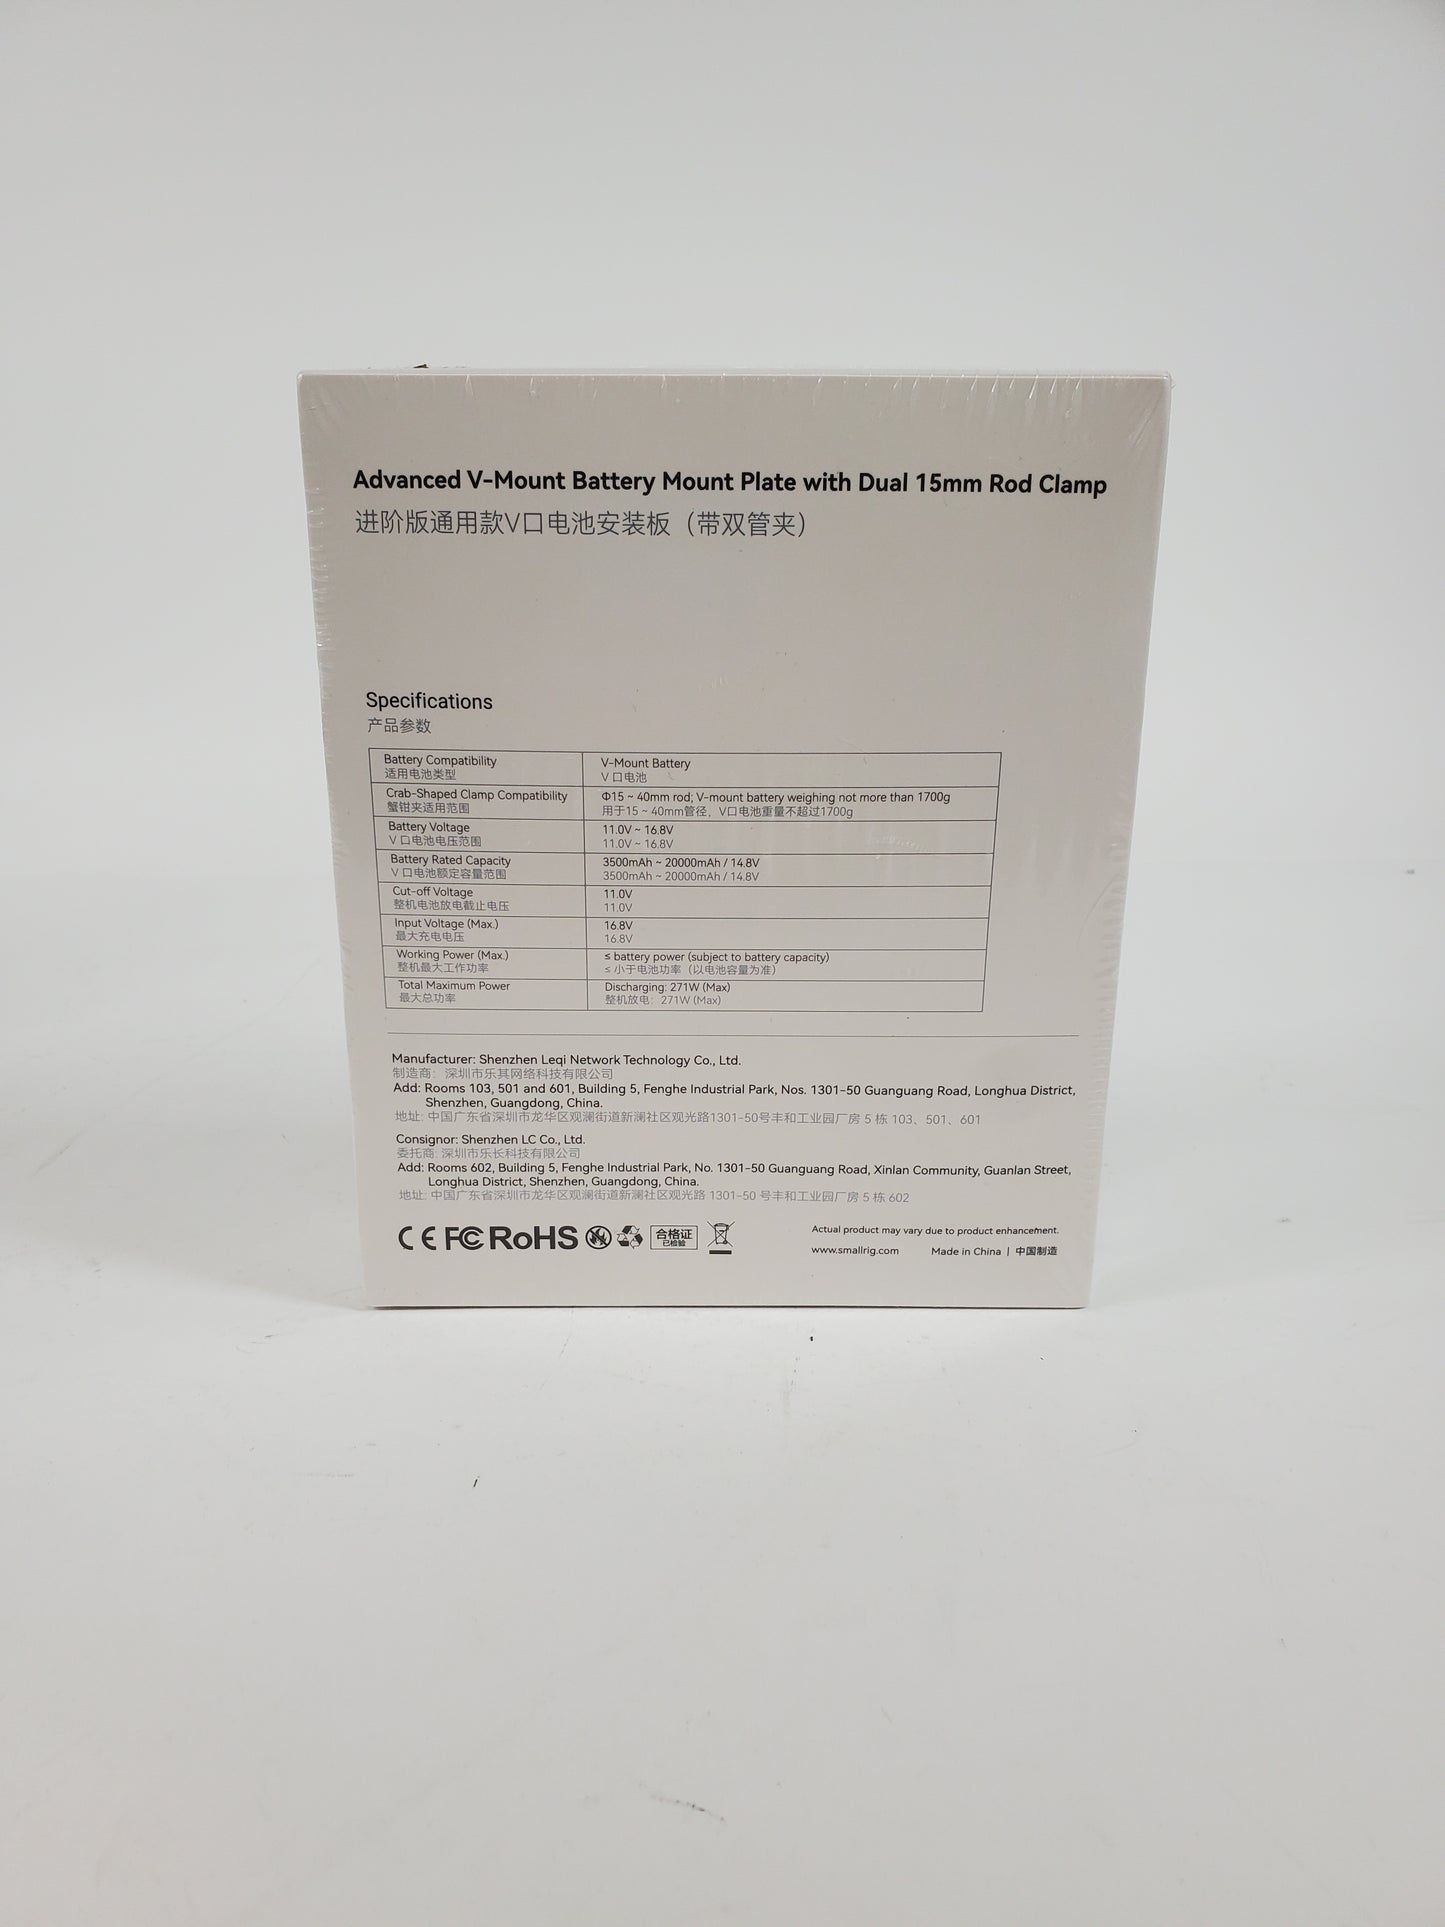 Advanced V-Mount Battery Mount Plate with Dual 15mm Rod Clamp
进阶版通用款V口电池安装板（带双管夹）
Specifications
产品参数
Battery Compatibility
适用电池类型
V-Mount Battery
V 口电池
Crab-Shaped Clamp Compatibility
蟹钳夹适用范围
Φ15 ~ 40mm rod; V-mount battery weighing not more than 1700g
用于15 ~ 40mm管径，V口电池重量不超过1700g
Battery Voltage
V 口电池电压范围
11.0V ~ 16.8V
11.0V ~ 16.8V
Battery Rated Capacity
V 口电池额定容量范围
3500mAh ~ 20000mAh / 14.8V
3500mAh ~ 20000mAh / 14.8V
Cut-off Voltage
整机电池放电截止电压
11.0V
11.0V
Input Voltage (Max.)
最大充电电压
16.8V
16.8V
Working Power (Max.)
整机最大工作功率
≤ battery power (subject to battery capacity)
≤ 小于电池功率（以电池容量为准）
Total Maximum Power
最大总功率
Discharging: 271W (Max)
整机放电：271W (Max)
Manufacturer: Shenzhen Leqi Network Technology Co., Ltd.
制造商：深圳市乐其网络科技有限公司
Add: Rooms 103, 501 and 601, Building 5, Fenghe Industrial Park, Nos. 1301-50 Guanguang Road, Longhua District,
Shenzhen, Guangdong, China.
地址: 中国广东省深圳市龙华区观澜街道新澜社区观光路1301-50号丰和工业园厂房 5 栋 103、501、601
Consignor: Shenzhen LC Co., Ltd.
委托商: 深圳市乐长科技有限公司
Add: Rooms 602, Building 5, Fenghe Industrial Park, No. 1301-50 Guanguang Road, Xinlan Community, Guanlan Street,
Longhua District, Shenzhen, Guangdong, China.
地址: 中国广东省深圳市龙华区观澜街道新澜社区观光路 1301-50 号丰和工业园厂房 5 栋 602
CE FC RoHS 合格证
已检验
Actual product may vary due to product enhancement.
www.smallrig.com Made in China | 中国制造